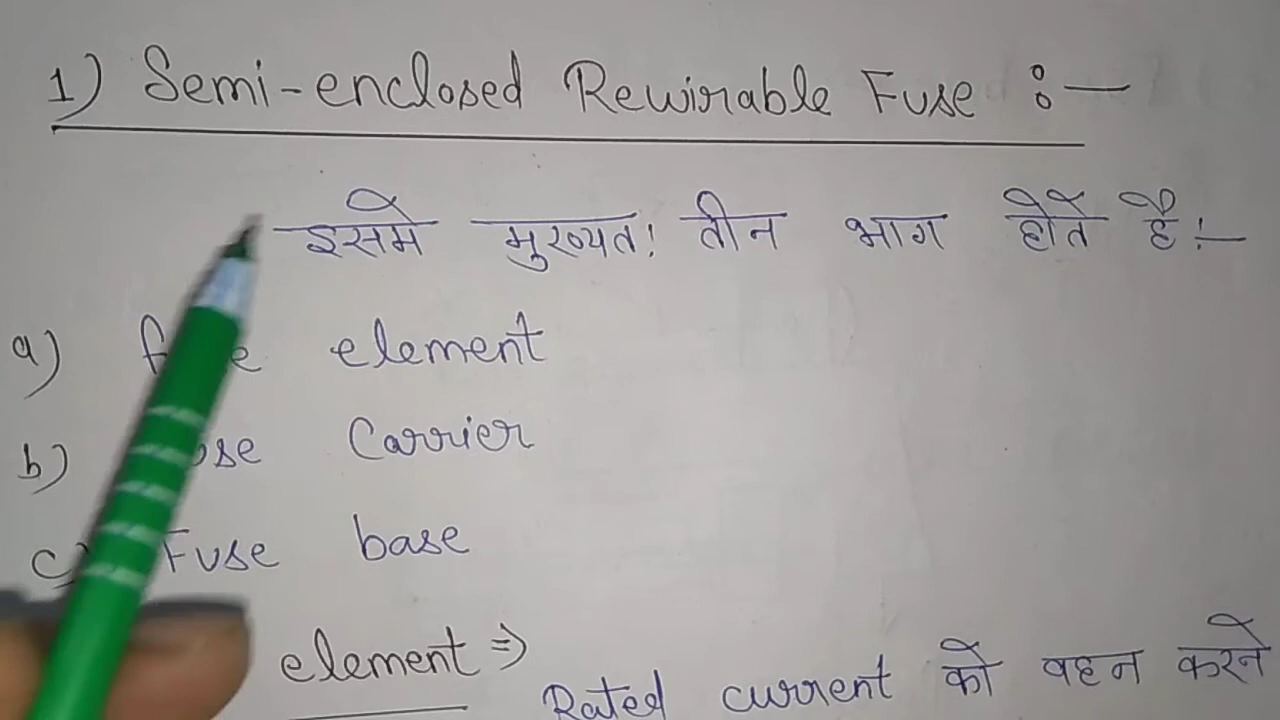 1) Semi-enclosed Rewirable Fuse :—
इसमे मुख्यत: तीन भाग होते है :—
a) element
b) Carrier
c) Fuse base
element ⇒
Rated current को वहन करने